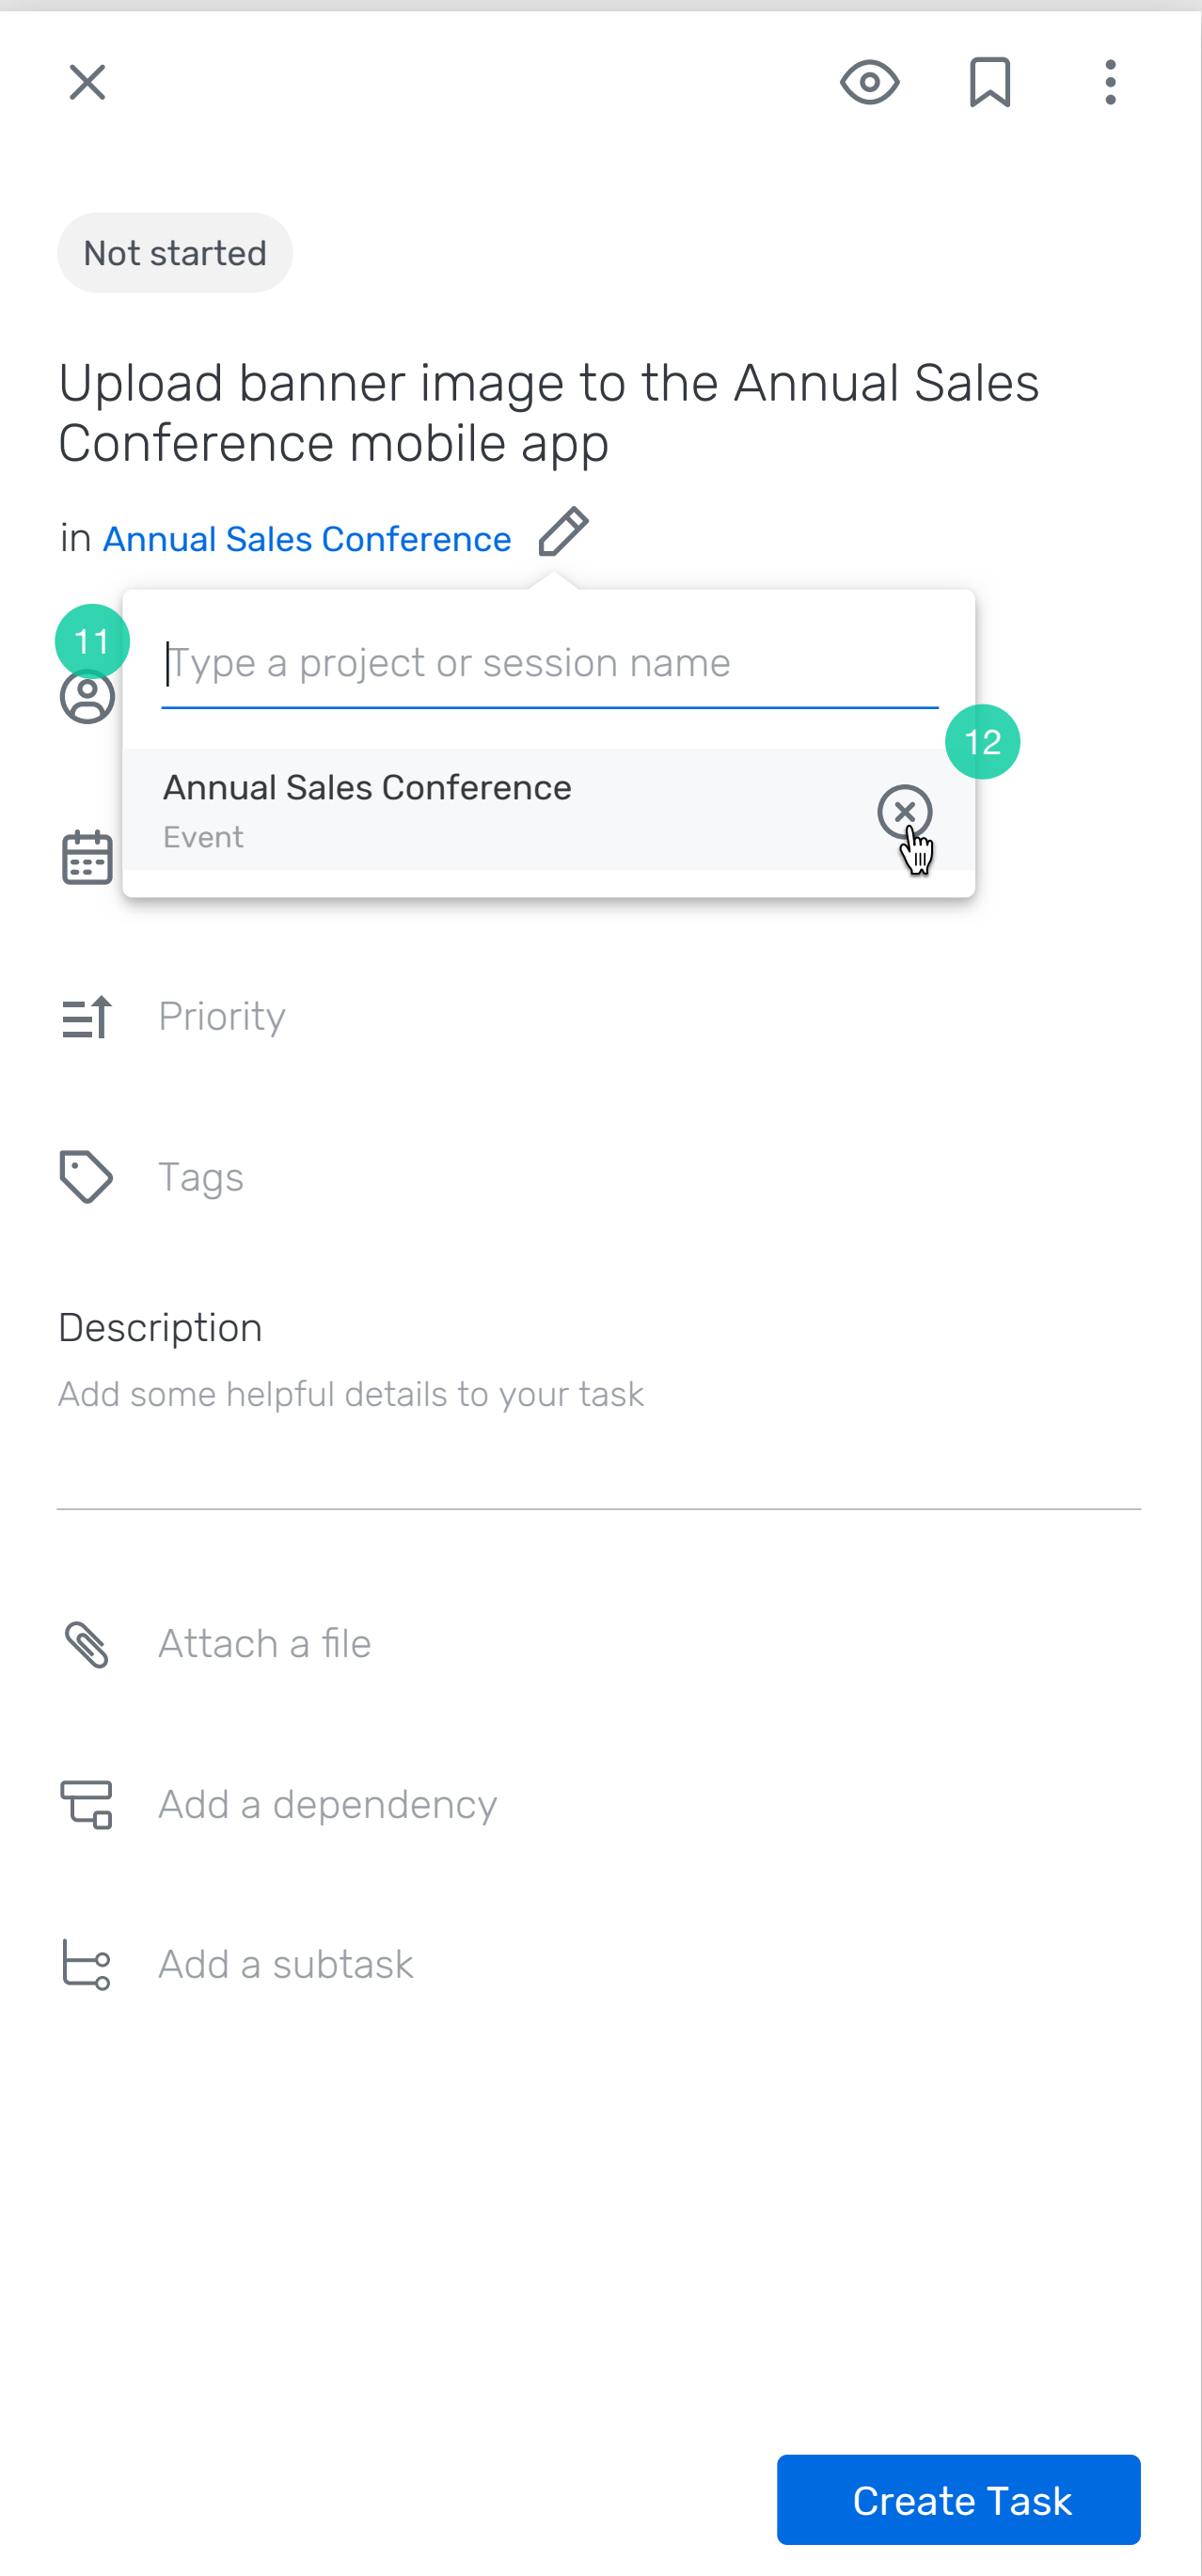 Not started
Upload banner image to the Annual Sales
Conference mobile app
in Annual Sales Conference
11
Type a project or session name
12
Annual Sales Conference
Event
Priority
Tags
Description
Add some helpful details to your task
Attach a file
Add a dependency
Add a subtask
Create Task